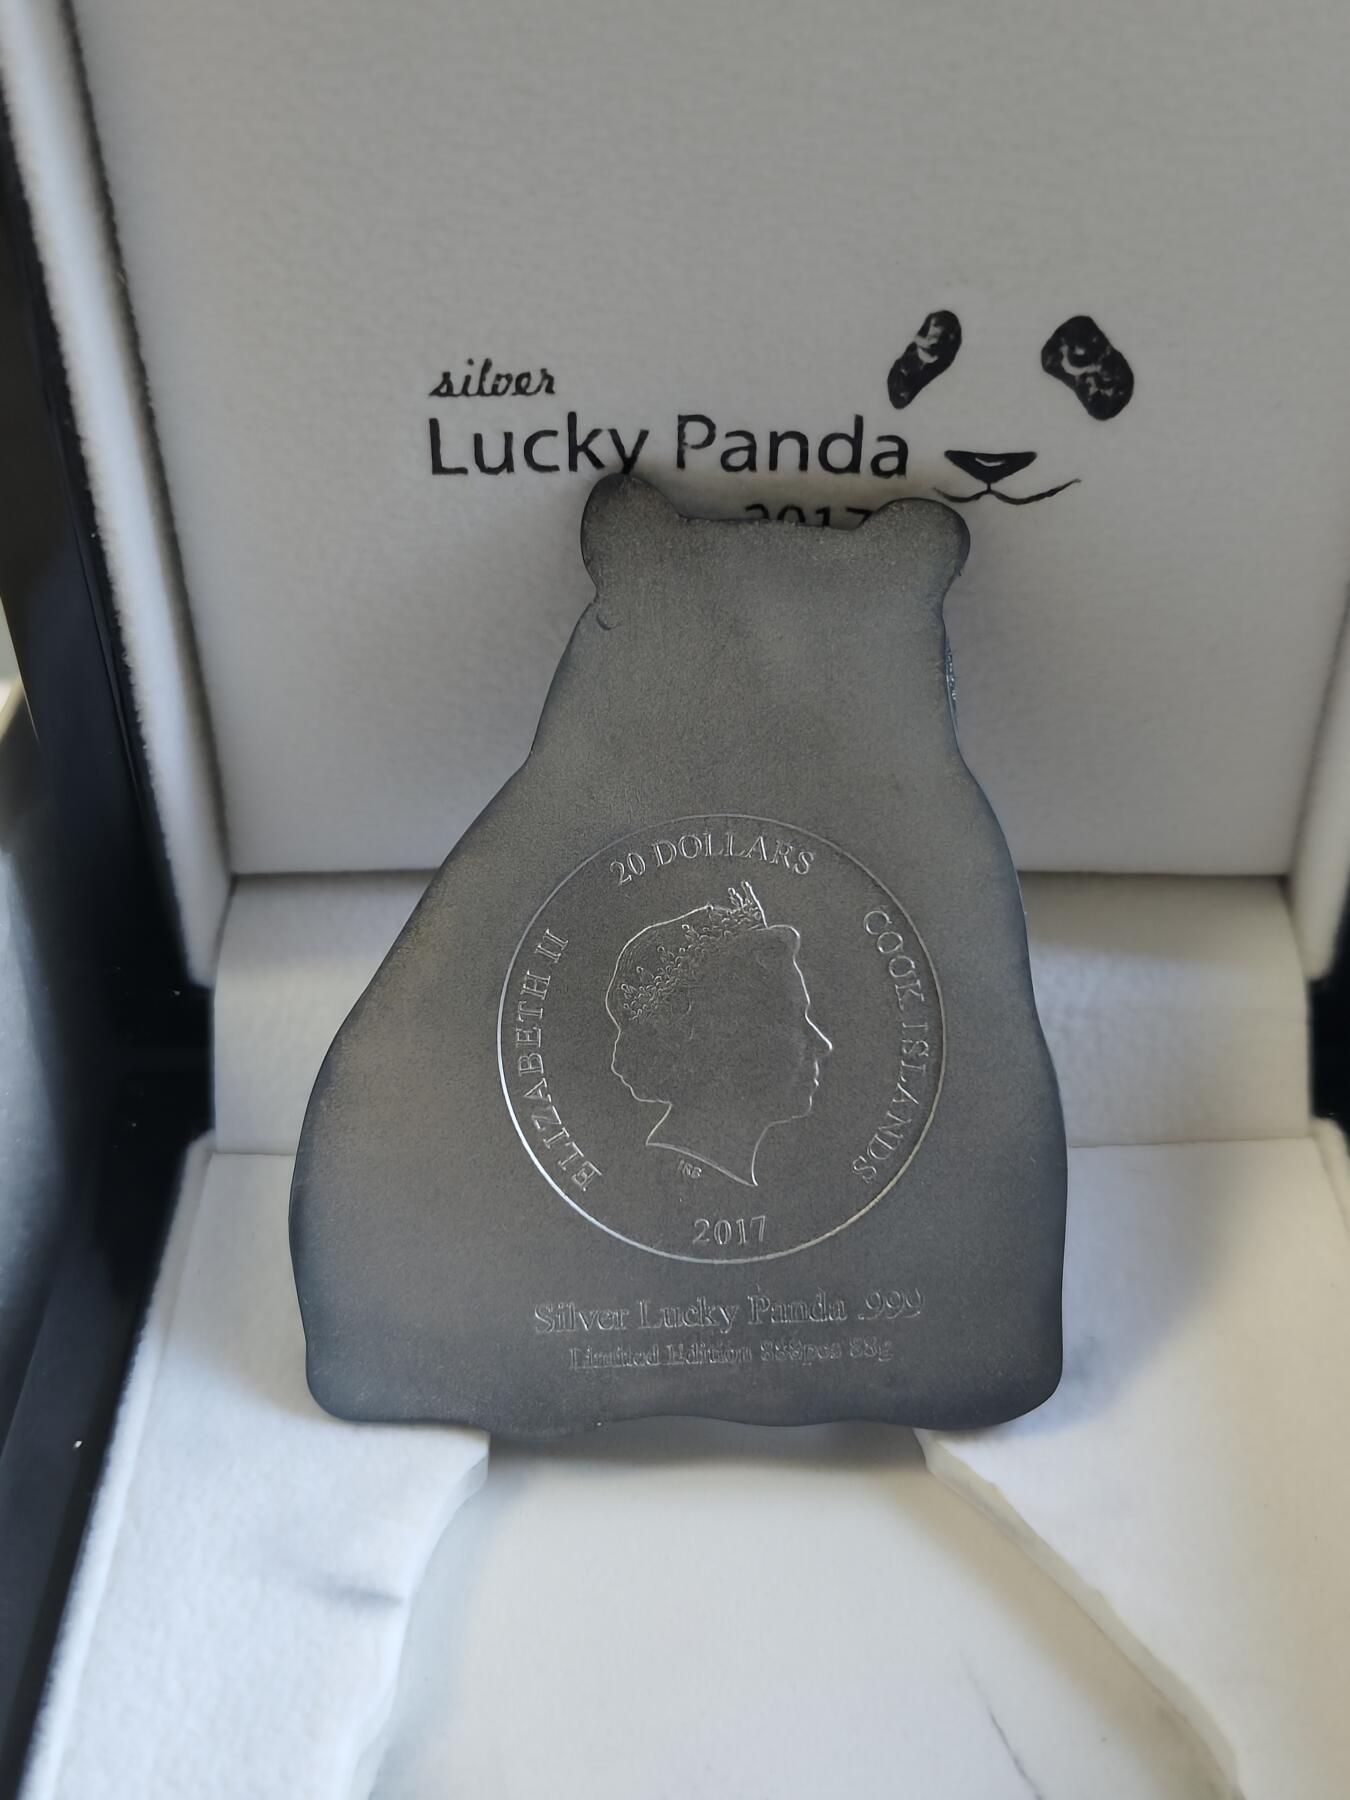 silver
Lucky Panda
2017
20 DOLLARS
ELIZABETH II
COOK ISLANDS
IRB
2017
Silver Lucky Panda .999
Limited Edition 888pcs 88g